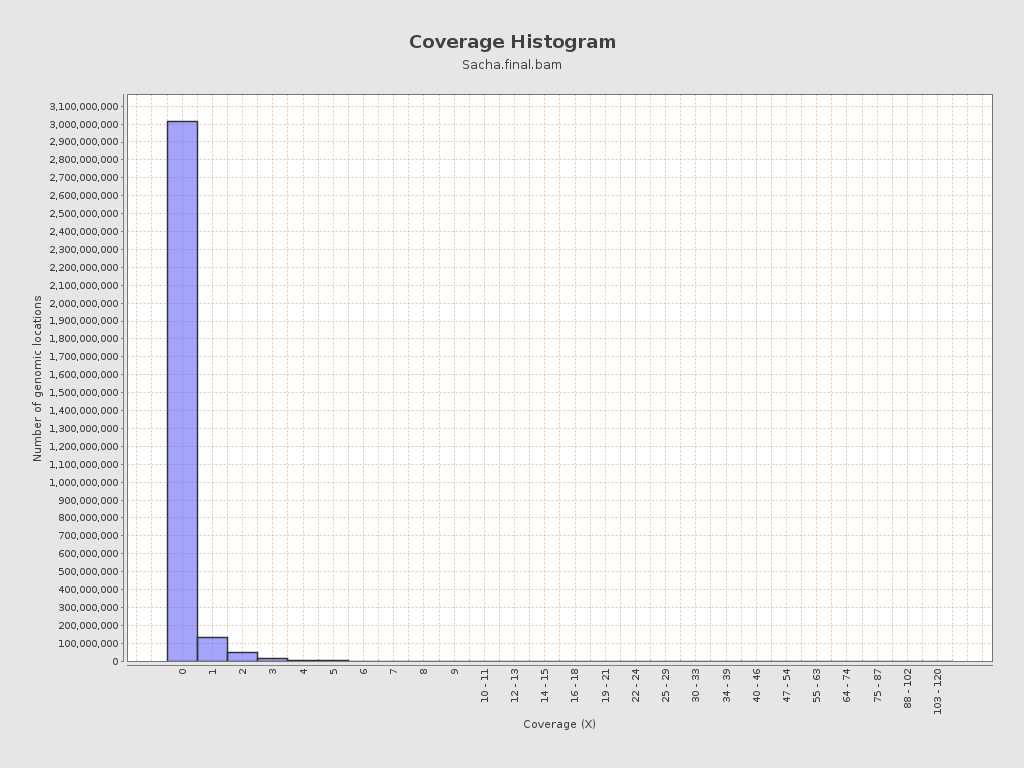 Coverage Histogram
Sacha.final.bam
3,100,000,000
3,000,000,000
2,900,000,000
2,800,000,000
2,700,000,000
2,600,000,000
2,500,000,000
2,400,000,000
2,300,000,000
2,200,000,000
2,100,000,000
2,000,000,000
1,900,000,000
1,800,000,000
1,700,000,000
1,600,000,000
1,500,000,000
1,400,000,000
1,300,000,000
1,200,000,000
1,100,000,000
1,000,000,000
900,000,000
800,000,000
700,000,000
600,000,000
500,000,000
400,000,000
300,000,000
200,000,000
100,000,000
0
Number of genomic locations
0
1
2
3
4
5
6
7
8
9
10 - 11
12 - 13
14 - 15
16 - 18
19 - 21
22 - 24
25 - 29
30 - 33
34 - 39
40 - 46
47 - 54
55 - 63
64 - 74
75 - 87
88 - 102
103 - 120
Coverage (X)